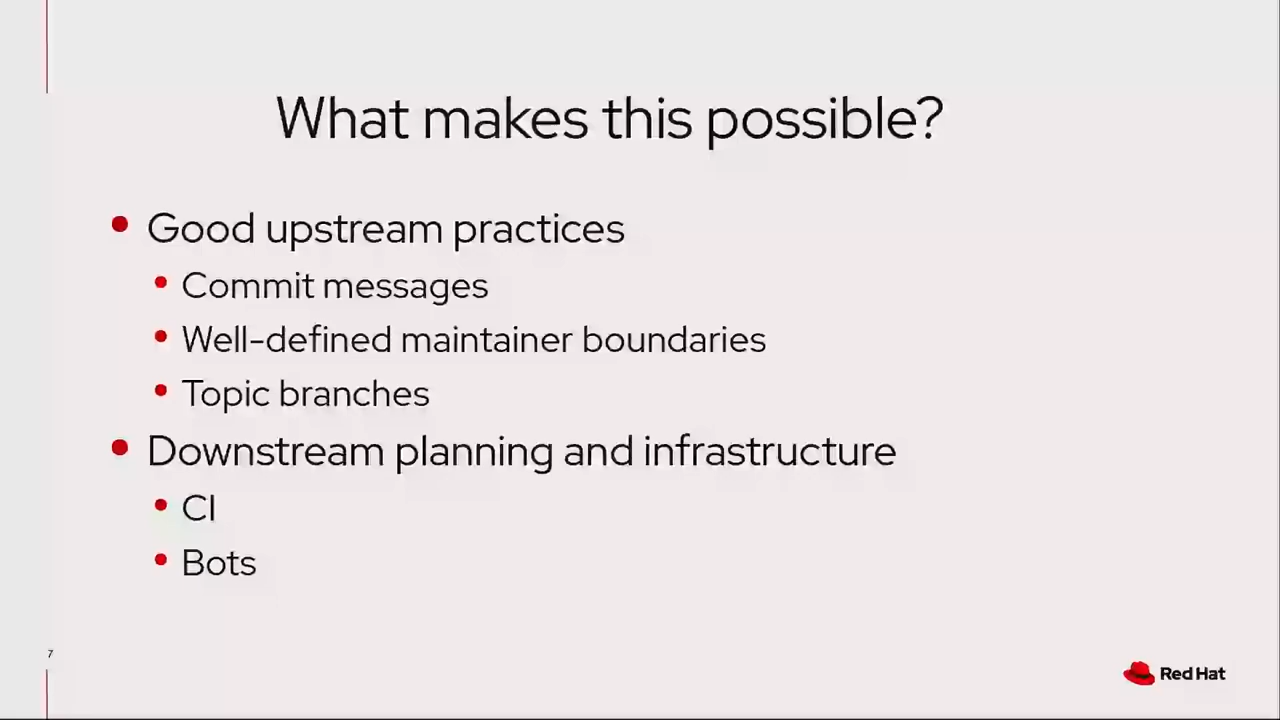 What makes this possible?
Good upstream practices
Commit messages
Well-defined maintainer boundaries
Topic branches
Downstream planning and infrastructure
CI
Bots
7
Red Hat